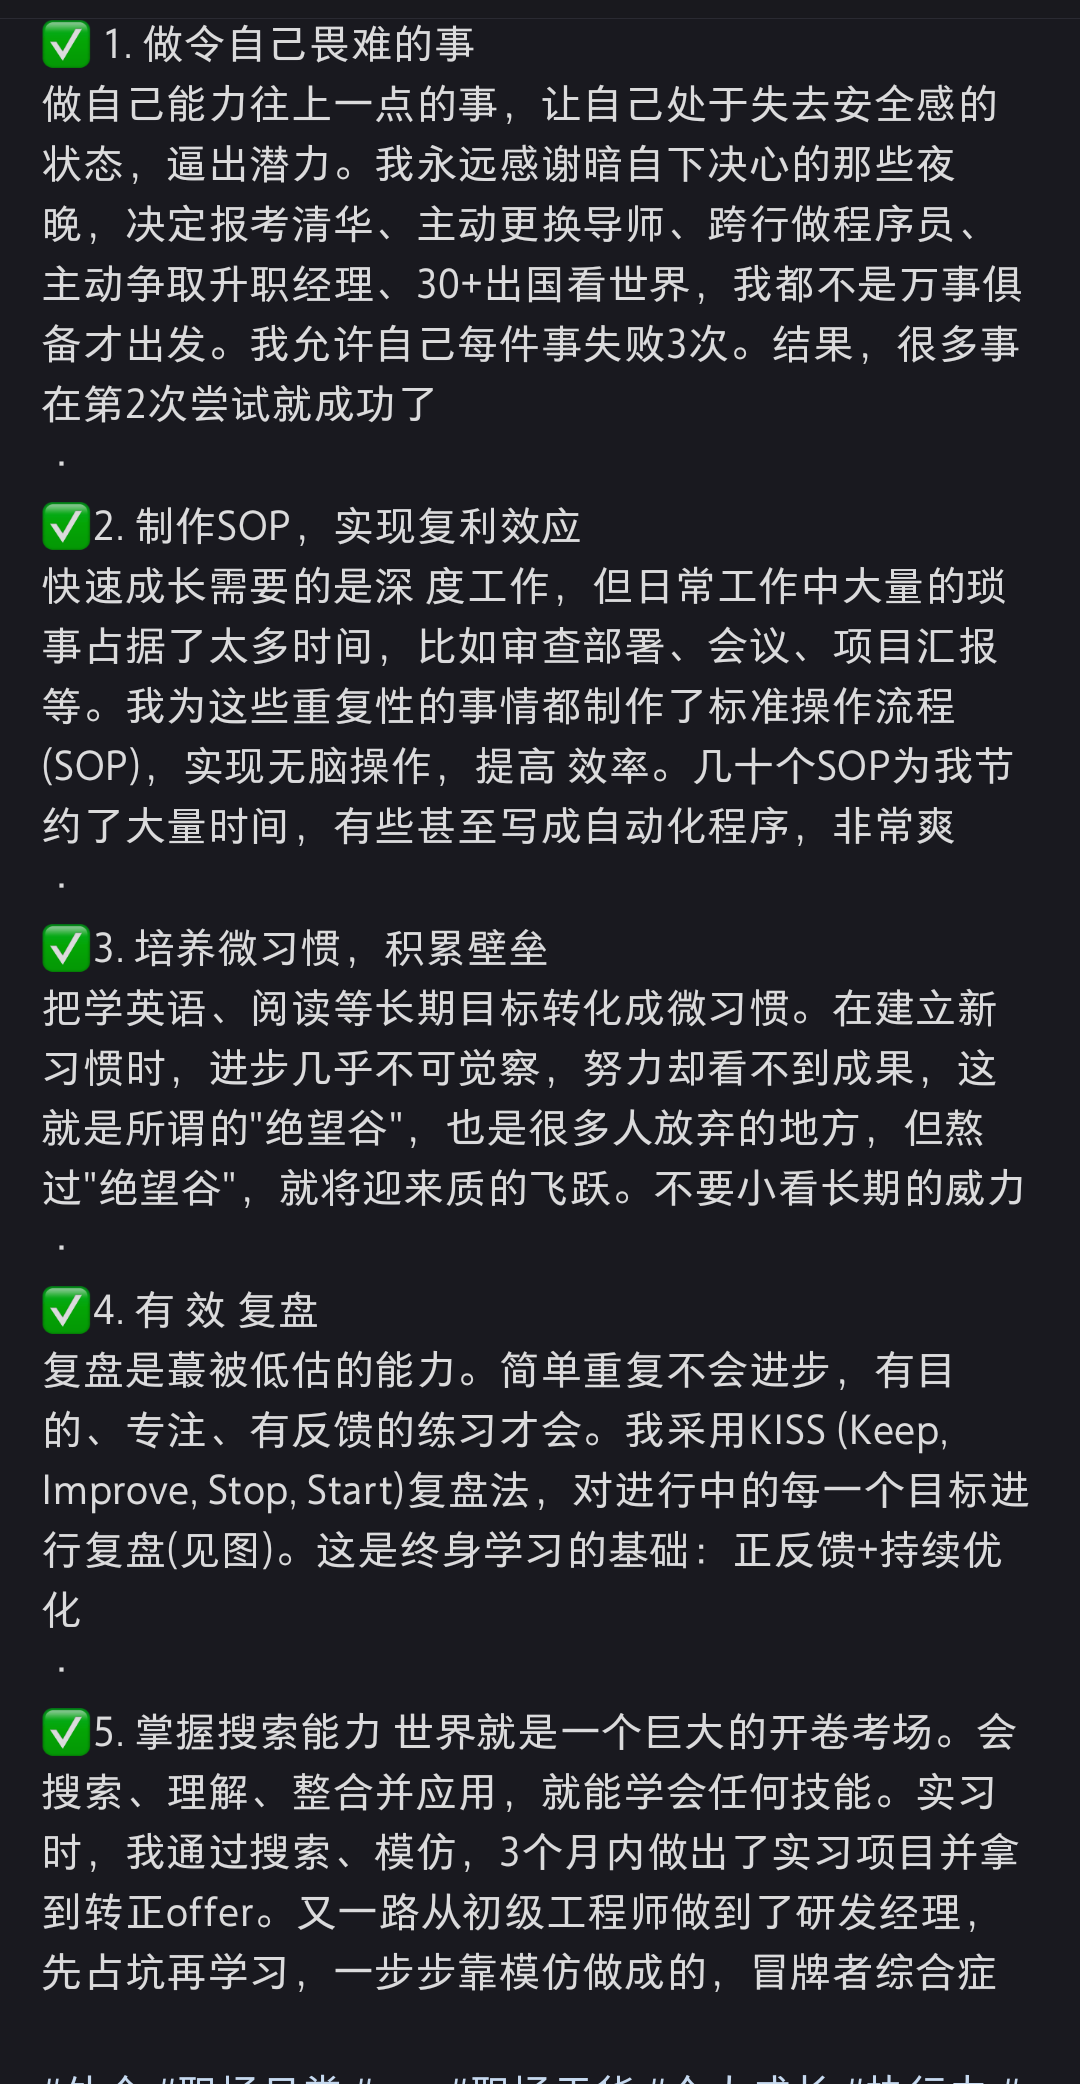 ✅ 1. 做令自己畏难的事
做自己能力往上一点的事，让自己处于失去安全感的
状态，逼出潜力。我永远感谢暗自下决心的那些夜
晚，决定报考清华、主动更换导师、跨行做程序员、
主动争取升职经理、30+出国看世界，我都不是万事俱
备才出发。我允许自己每件事失败3次。结果，很多事
在第2次尝试就成功了
.
✅2. 制作SOP，实现复利效应
快速成长需要的是深 度工作，但日常工作中大量的琐
事占据了太多时间，比如审查部署、会议、项目汇报
等。我为这些重复性的事情都制作了标准操作流程
(SOP)，实现无脑操作，提高 效率。几十个SOP为我节
约了大量时间，有些甚至写成自动化程序，非常爽
.
✅3. 培养微习惯，积累壁垒
把学英语、阅读等长期目标转化成微习惯。在建立新
习惯时，进步几乎不可觉察，努力却看不到成果，这
就是所谓的"绝望谷"，也是很多人放弃的地方，但熬
过"绝望谷"，就将迎来质的飞跃。不要小看长期的威力
.
✅4. 有 效 复盘
复盘是蕞被低估的能力。简单重复不会进步，有目
的、专注、有反馈的练习才会。我采用KISS (Keep,
Improve, Stop, Start)复盘法，对进行中的每一个目标进
行复盘(见图)。这是终身学习的基础：正反馈+持续优
化
.
✅5. 掌握搜索能力 世界就是一个巨大的开卷考场。会
搜索、理解、整合并应用，就能学会任何技能。实习
时，我通过搜索、模仿，3个月内做出了实习项目并拿
到转正offer。又一路从初级工程师做到了研发经理，
先占坑再学习，一步步靠模仿做成的，冒牌者综合症